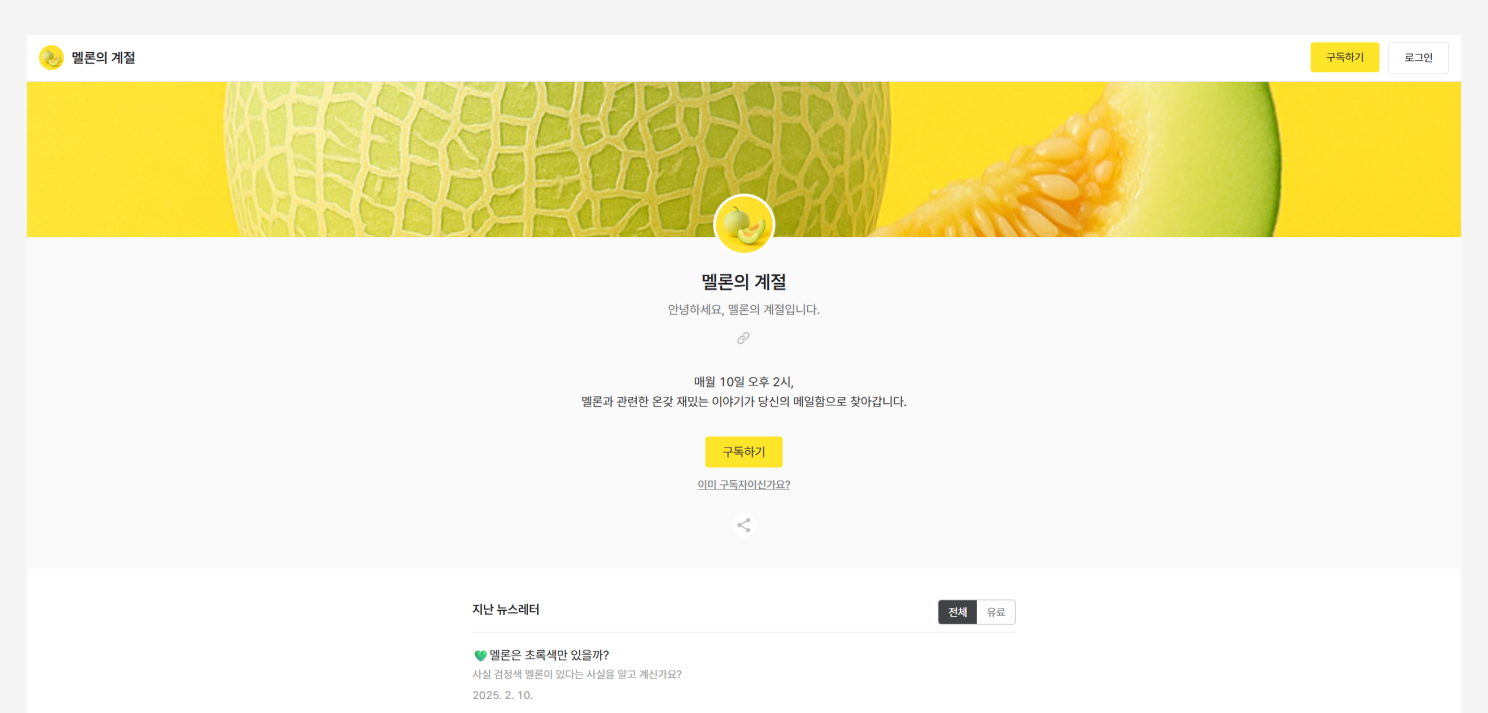 멜론의 계절
구독하기
로그인
멜론의 계절
안녕하세요, 멜론의 계절입니다.
매월 10일 오후 2시,
멜론과 관련한 온갖 재밌는 이야기가 당신의 메일함으로 찾아갑니다.
구독하기
이미 구독자이신가요?
지난 뉴스레터
전체
유료
💚 멜론은 초록색만 있을까?
사실 검정색 멜론이 있다는 사실을 알고 계신가요?
2025. 2. 10.